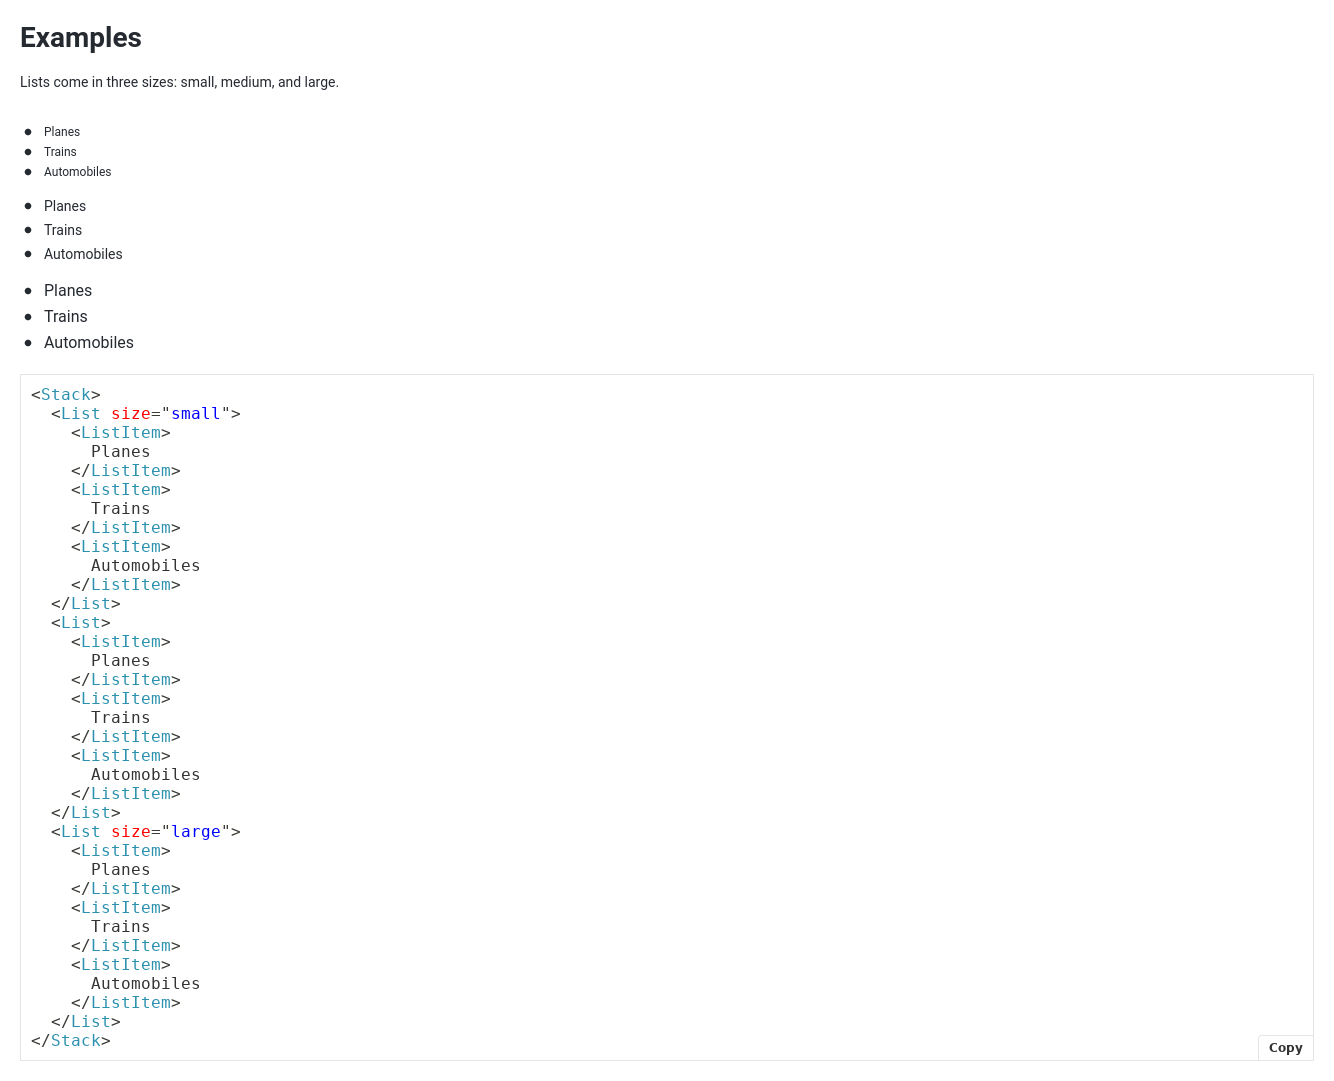 Examples
Lists come in three sizes: small, medium, and large.
Planes
Trains
Automobiles
Planes
Trains
Automobiles
Planes
Trains
Automobiles
<Stack>
  <List size="small">
    <ListItem>
      Planes
    </ListItem>
    <ListItem>
      Trains
    </ListItem>
    <ListItem>
      Automobiles
    </ListItem>
  </List>
  <List>
    <ListItem>
      Planes
    </ListItem>
    <ListItem>
      Trains
    </ListItem>
    <ListItem>
      Automobiles
    </ListItem>
  </List>
  <List size="large">
    <ListItem>
      Planes
    </ListItem>
    <ListItem>
      Trains
    </ListItem>
    <ListItem>
      Automobiles
    </ListItem>
  </List>
</Stack>
Copy